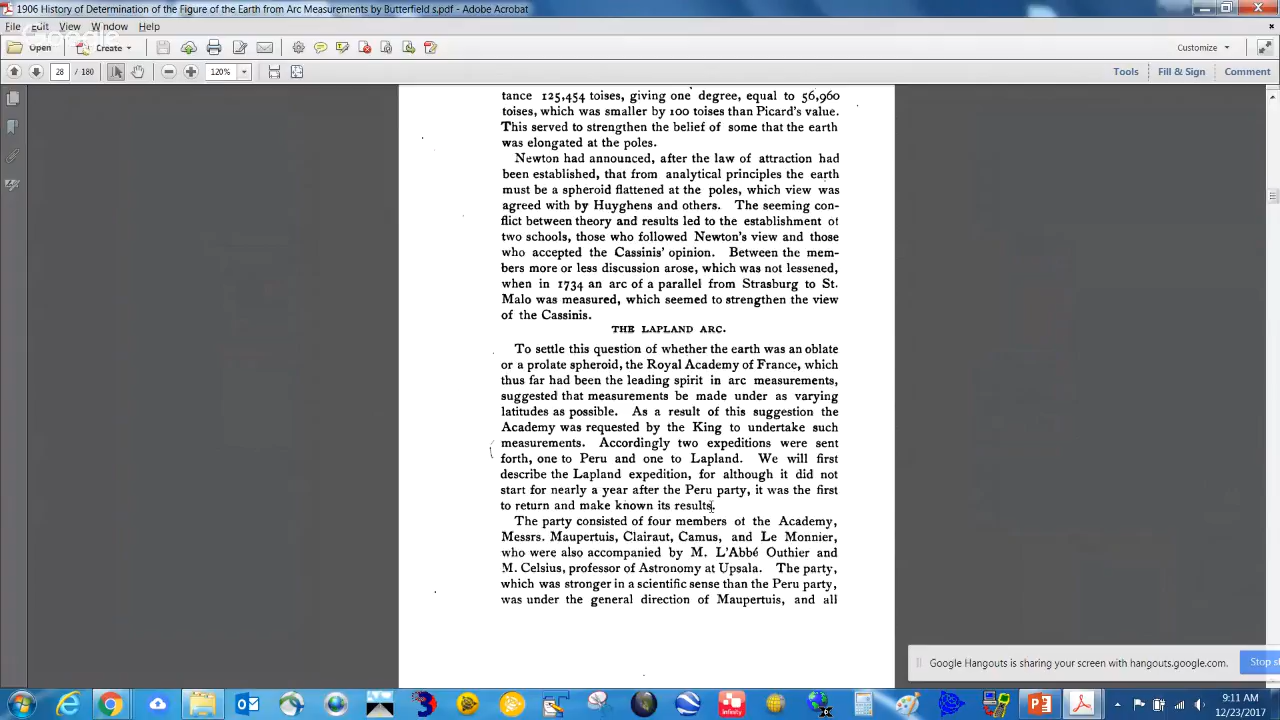 1906 History of Determination of the Figure of the Earth from Arc Measurements by Butterfield s.pdf - Adobe Acrobat
File Edit View Window Help
Google
Open Create Customize
28 / 180 120% Tools Fill & Sign Comment
tance 125,454 toises, giving one degree, equal to 56,960
toises, which was smaller by 100 toises than Picard's value.
This served to strengthen the belief of some that the earth
was elongated at the poles.
Newton had announced, after the law of attraction had
been established, that from analytical principles the earth
must be a spheroid flattened at the poles, which view was
agreed with by Huyghens and others. The seeming con-
flict between theory and results led to the establishment ot
two schools, those who followed Newton's view and those
who accepted the Cassinis' opinion. Between the mem-
bers more or less discussion arose, which was not lessened,
when in 1734 an arc of a parallel from Strasburg to St.
Malo was measured, which seemed to strengthen the view
of the Cassinis.
THE LAPLAND ARC.
To settle this question of whether the earth was an oblate
or a prolate spheroid, the Royal Academy of France, which
thus far had been the leading spirit in arc measurements,
suggested that measurements be made under as varying
latitudes as possible. As a result of this suggestion the
Academy was requested by the King to undertake such
measurements. Accordingly two expeditions were sent
forth, one to Peru and one to Lapland. We will first
describe the Lapland expedition, for although it did not
start for nearly a year after the Peru party, it was the first
to return and make known its results.
The party consisted of four members ot the Academy,
Messrs. Maupertuis, Clairaut, Camus, and Le Monnier,
who were also accompanied by M. L'Abbé Outhier and
M. Celsius, professor of Astronomy at Upsala. The party,
which was stronger in a scientific sense than the Peru party,
was under the general direction of Maupertuis, and all
Google Hangouts is sharing your screen with hangouts.google.com. Stop s
Infinity
9:11 AM
12/23/2017